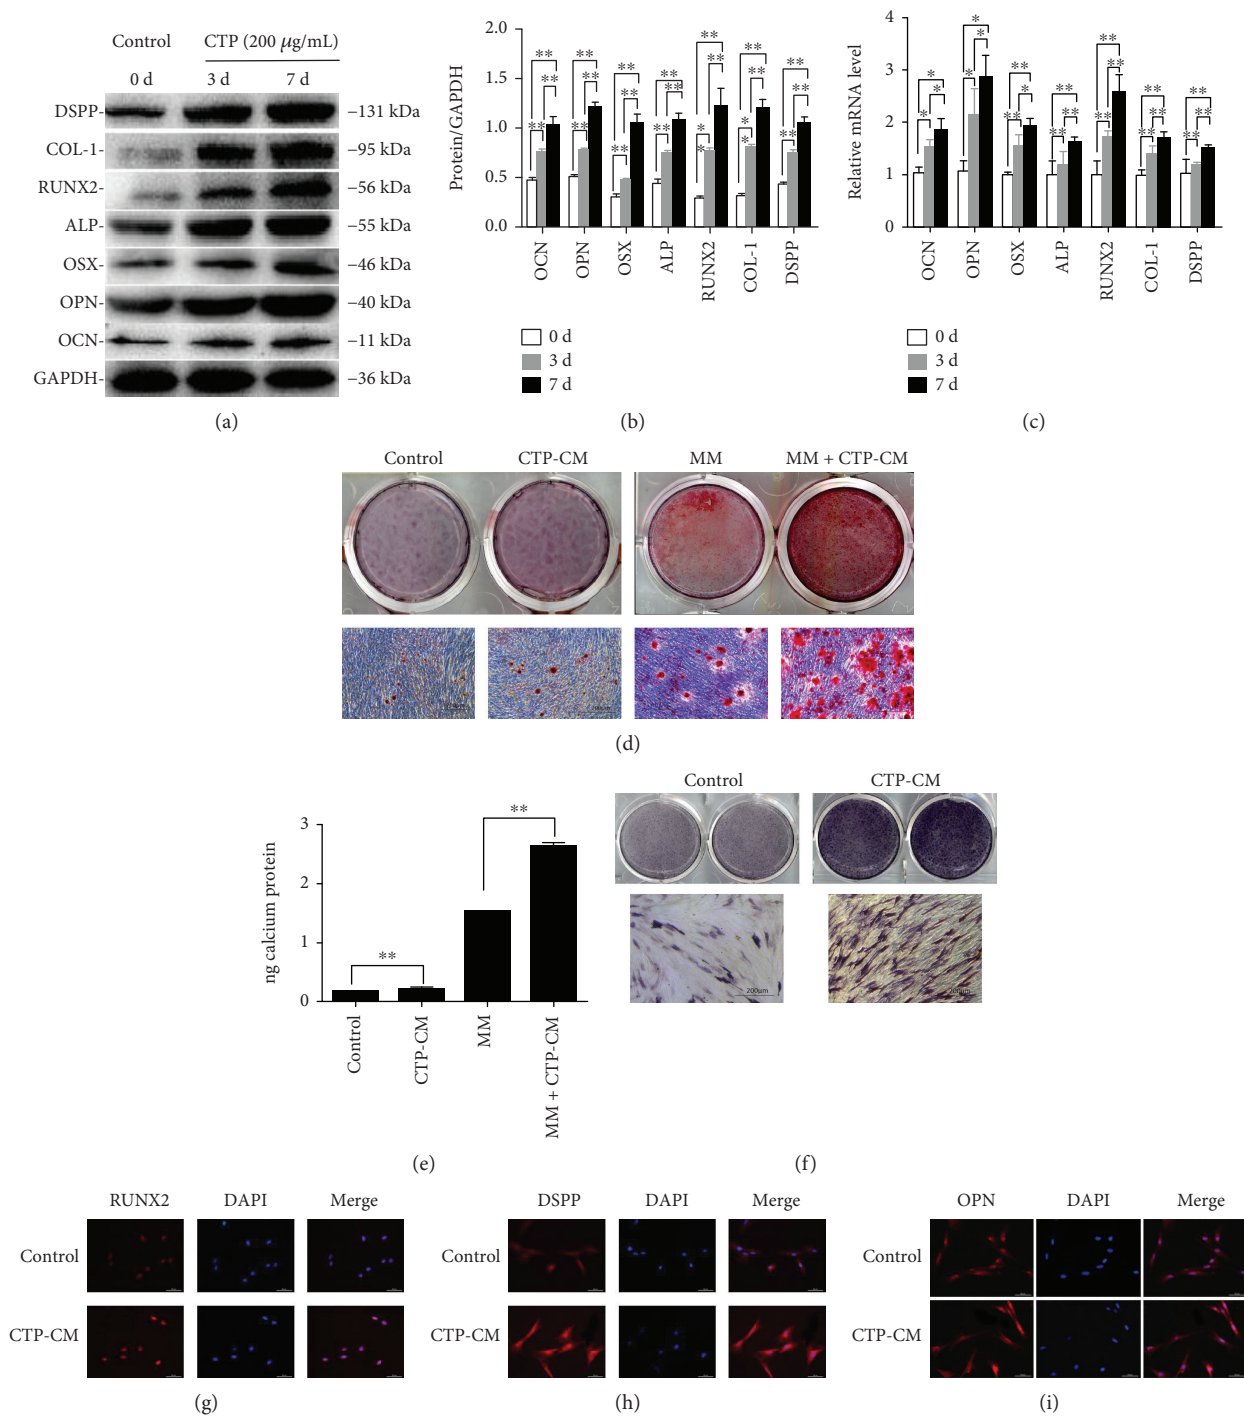 Control CTP (200 μg/mL)
0 d 3 d 7 d
DSPP- −131 kDa
COL-1- −95 kDa
RUNX2- −56 kDa
ALP- −55 kDa
OSX- −46 kDa
OPN- −40 kDa
OCN- −11 kDa
GAPDH- −36 kDa
(a)
Protein/GAPDH
2.0
1.5
1.0
0.5
0.0
** ** ** ** ** ** **
** ** ** ** ** ** **
** ** ** ** ** ** **
OCN OPN OSX ALP RUNX2 COL-1 DSPP
0 d
3 d
7 d
(b)
Relative mRNA level
4
3
2
1
0
* * ** ** ** ** **
* * * ** ** ** **
* * ** ** ** ** **
OCN OPN OSX ALP RUNX2 COL-1 DSPP
0 d
3 d
7 d
(c)
Control CTP-CM MM MM + CTP-CM
(d)
ng calcium protein
3
2
1
0
** **
Control CTP-CM MM MM + CTP-CM
(e)
Control CTP-CM
200μm
(f)
RUNX2 DAPI Merge
Control
CTP-CM
(g)
DSPP DAPI Merge
Control
CTP-CM
(h)
OPN DAPI Merge
Control
CTP-CM
(i)